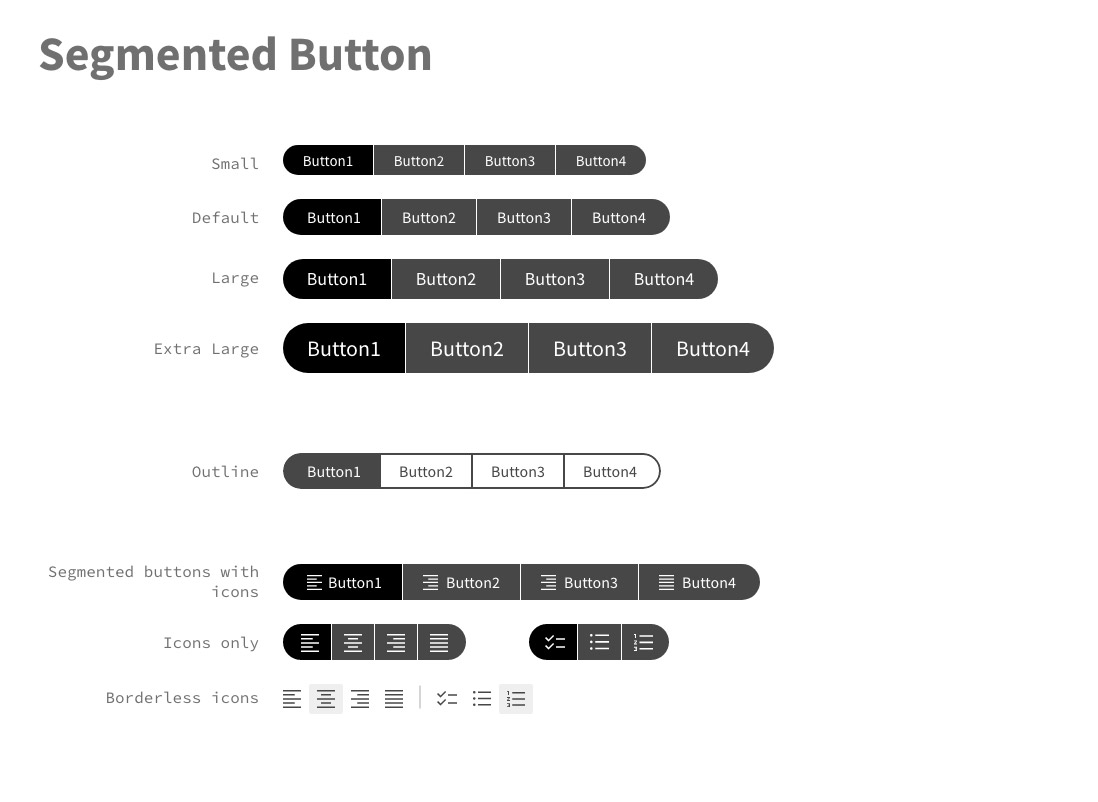 Segmented Button
Small Button1 Button2 Button3 Button4
Default Button1 Button2 Button3 Button4
Large Button1 Button2 Button3 Button4
Extra Large Button1 Button2 Button3 Button4
Outline Button1 Button2 Button3 Button4
Segmented buttons with
icons
Button1 Button2 Button3 Button4
Icons only
Borderless icons